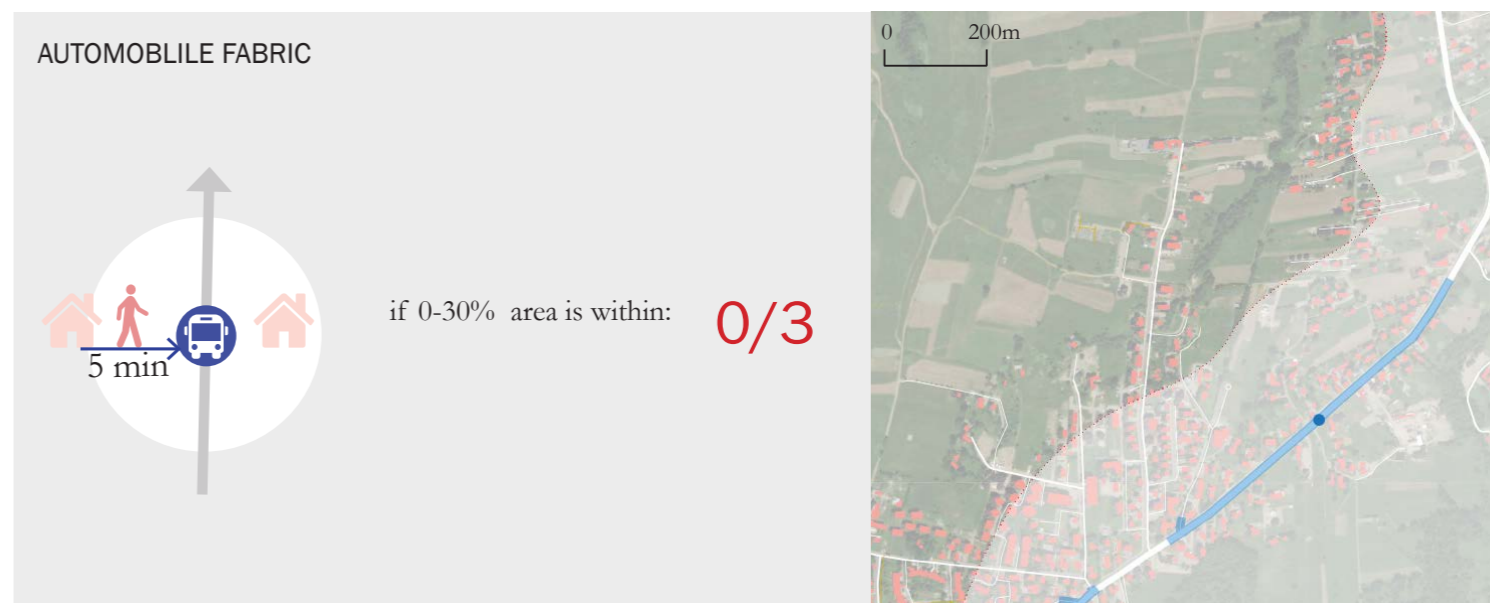 AUTOMOBLILE FABRIC
5 min
if 0-30% area is within:
0/3
0 200m